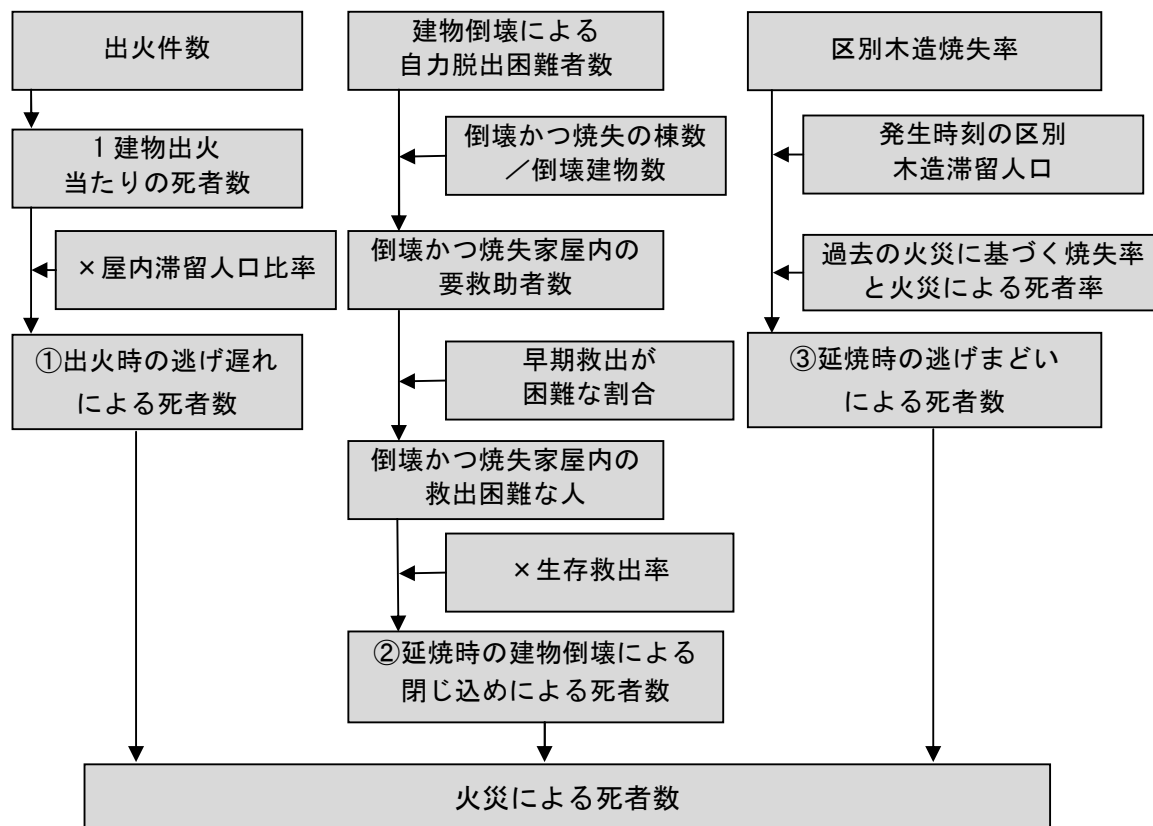 出火件数
1建物出火
当たりの死者数
×屋内滞留人口比率
①出火時の逃げ遅れ
による死者数
建物倒壊による
自力脱出困難者数
倒壊かつ焼失の棟数
／倒壊建物数
倒壊かつ焼失家屋内の
要救助者数
早期救出が
困難な割合
倒壊かつ焼失家屋内の
救出困難な人
×生存救出率
②延焼時の建物倒壊による
閉じ込めによる死者数
区別木造焼失率
発生時刻の区別
木造滞留人口
過去の火災に基づく焼失率
と火災による死者率
③延焼時の逃げまどい
による死者数
火災による死者数